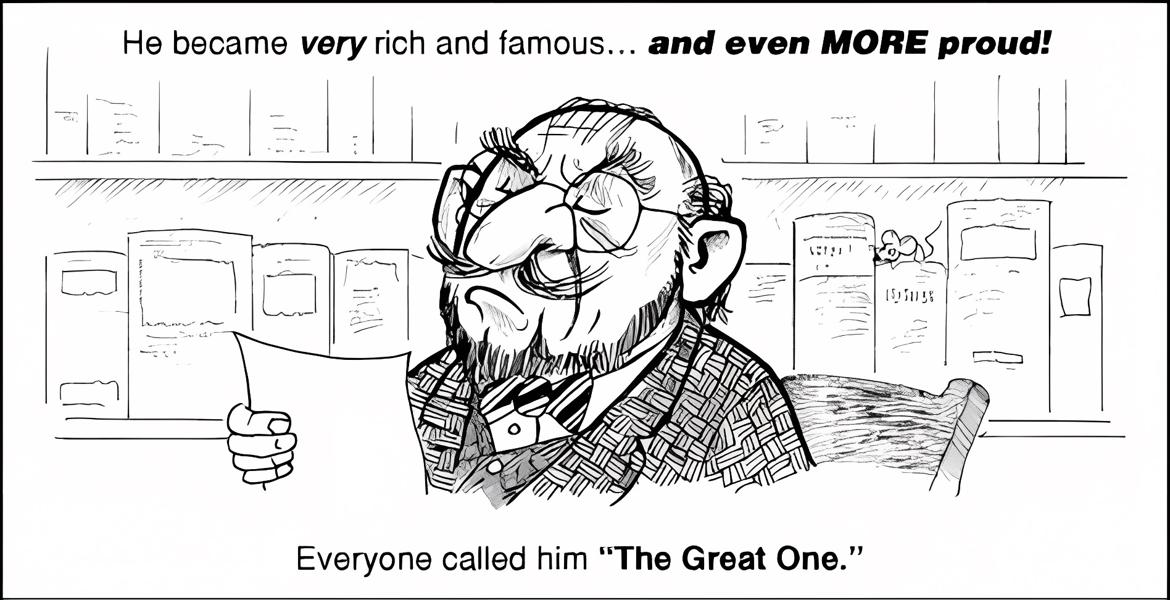 He became very rich and famous... and even MORE proud!
Everyone called him “The Great One.”